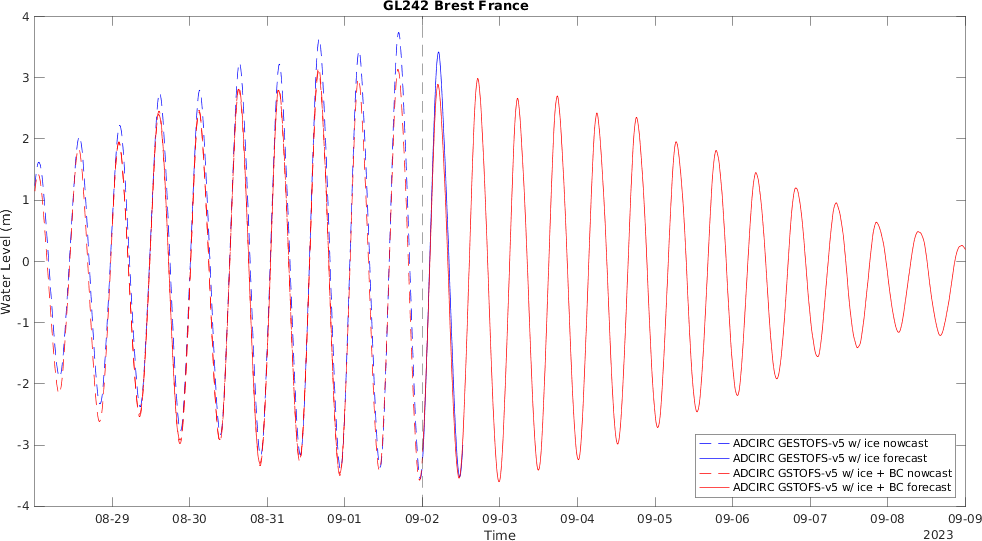 GL242 Brest France
4
3
2
1
0
-1
-2
-3
-4
Water Level (m)
ADCIRC GESTOFS-v5 w/ ice nowcast
ADCIRC GESTOFS-v5 w/ ice forecast
ADCIRC GSTOFS-v5 w/ ice + BC nowcast
ADCIRC GSTOFS-v5 w/ ice + BC forecast
08-29 08-30 08-31 09-01 09-02 09-03 09-04 09-05 09-06 09-07 09-08 09-09
Time
2023